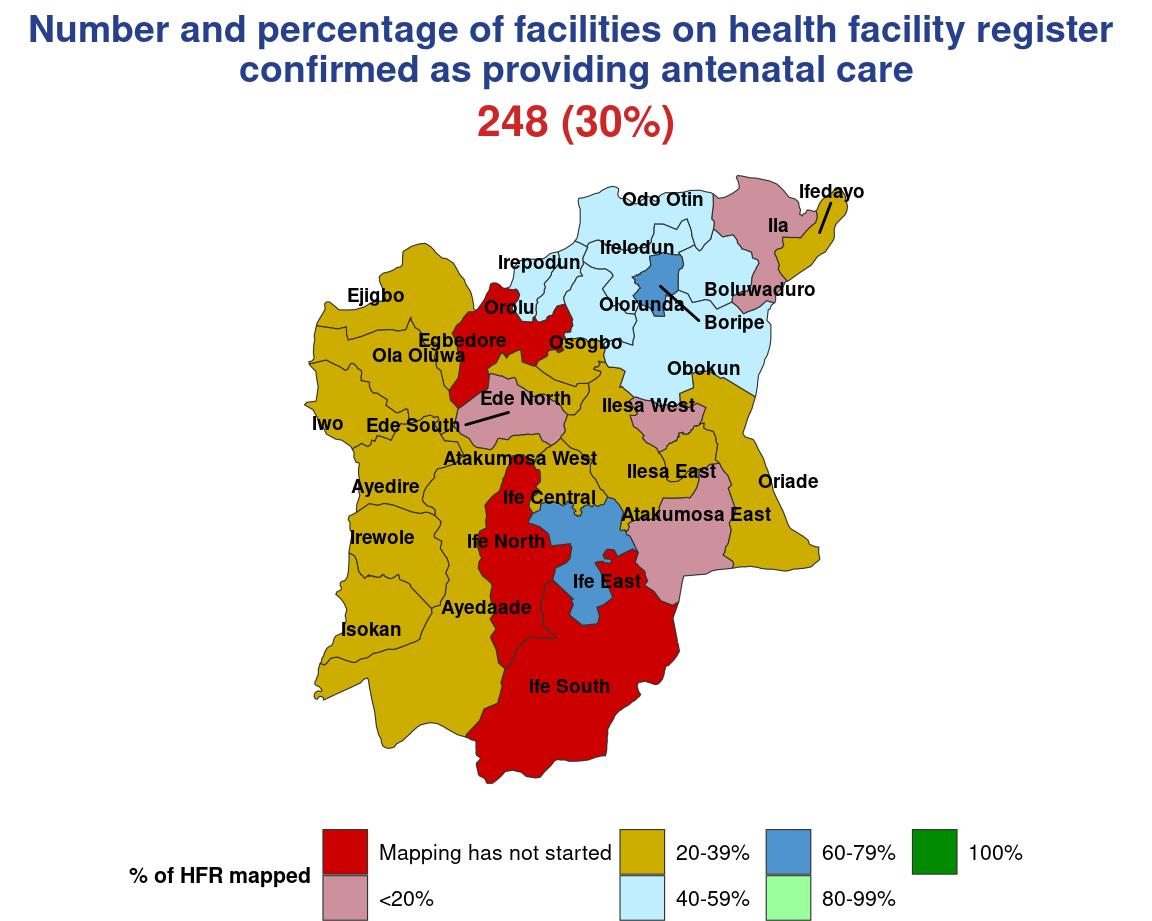 Number and percentage of facilities on health facility register
confirmed as providing antenatal care
248 (30%)
Ifedayo
Odo Otin
Ila
Ifelodun
Irepodun
Boluwaduro
Ejigbo
Olorunda
Orolu
Boripe
Egbedore
Osogbo
Ola Oluwa
Obokun
Ede North
Ilesa West
Iwo
Ede South
Atakumosa West
Ilesa East
Oriade
Ayedire
Ife Central
Atakumosa East
Irewole
Ife North
Ife East
Ayedaade
Isokan
Ife South
% of HFR mapped
Mapping has not started
<20%
20-39%
40-59%
60-79%
80-99%
100%